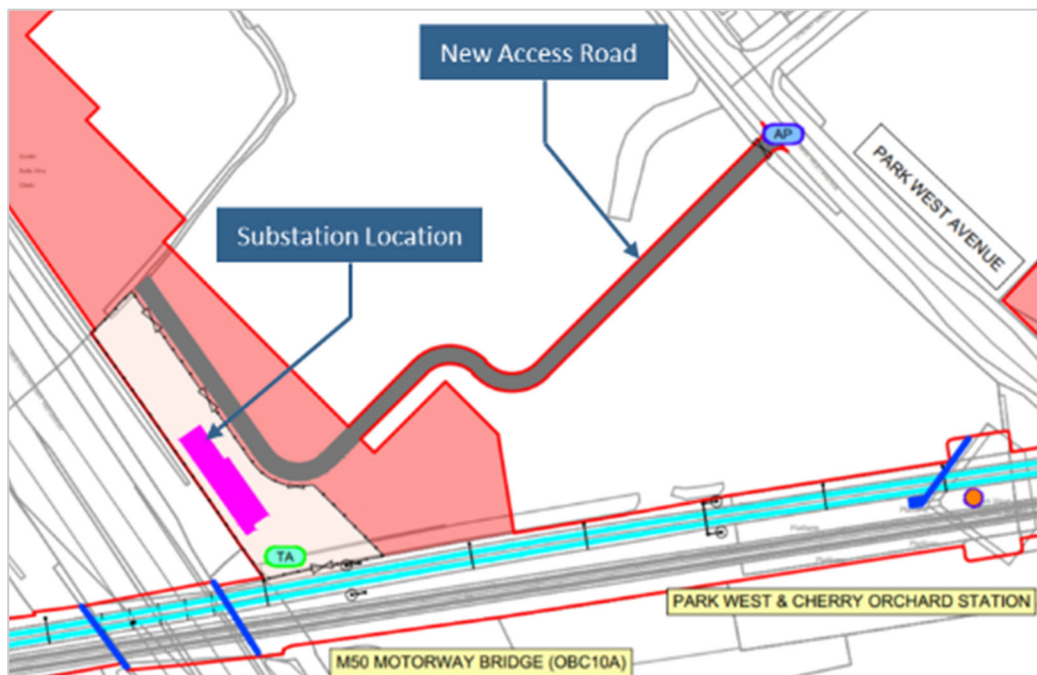 New Access Road
AP
PARK WEST AVENUE
Substation Location
TA
PARK WEST & CHERRY ORCHARD STATION
M50 MOTORWAY BRIDGE (OBC10A)